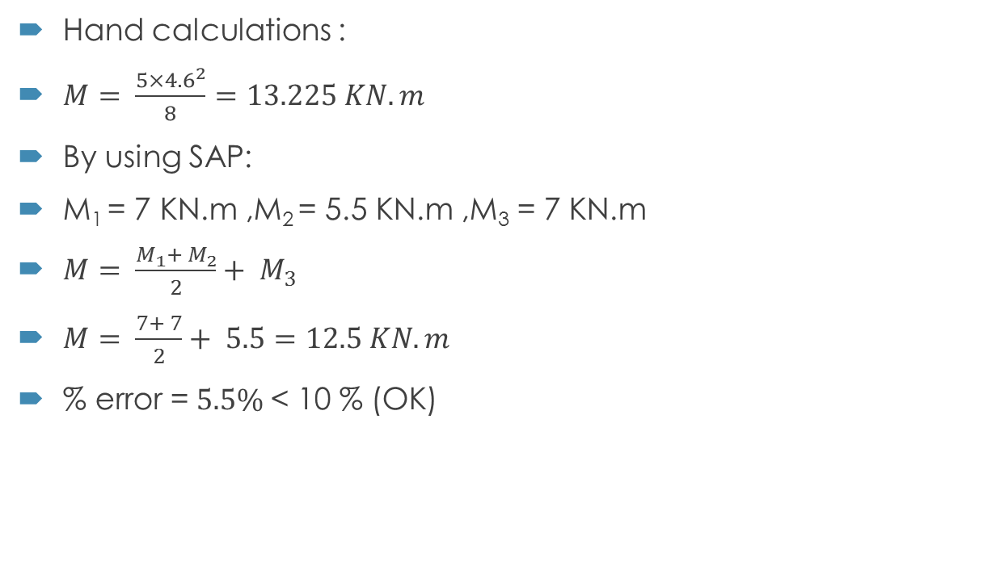 Hand calculations :
M = 5×4.6²/8 = 13.225 KN.m
By using SAP:
M₁ = 7 KN.m ,M₂ = 5.5 KN.m ,M₃ = 7 KN.m
M = M₁+ M₂/2 + M₃
M = 7+ 7/2 + 5.5 = 12.5 KN.m
% error = 5.5% < 10 % (OK)